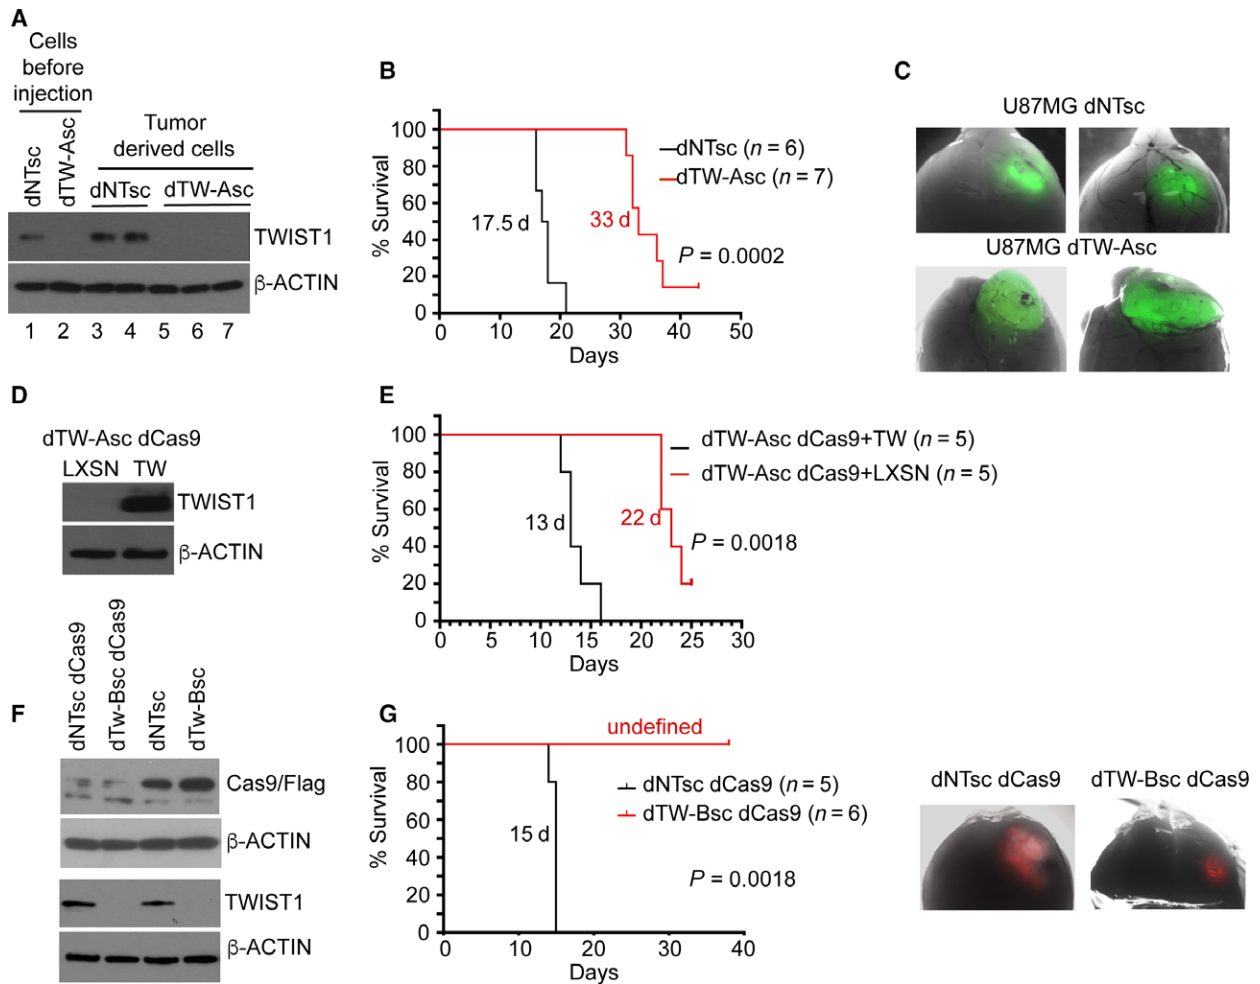 A
Cells
before
injection
Tumor
derived cells
dNTsc
dTW-Asc
dNTsc
dTW-Asc
TWIST1
β-ACTIN
1 2 3 4 5 6 7
B
% Survival
100
80
60
40
20
0
0 10 20 30 40 50
Days
17.5 d
33 d
dNTsc (n = 6)
dTW-Asc (n = 7)
P = 0.0002
C
U87MG dNTsc
U87MG dTW-Asc
D
dTW-Asc dCas9
LXSN TW
TWIST1
β-ACTIN
E
% Survival
100
80
60
40
20
0
0 5 10 15 20 25 30
Days
13 d
22 d
dTW-Asc dCas9+TW (n = 5)
dTW-Asc dCas9+LXSN (n = 5)
P = 0.0018
F
dNTsc dCas9
dTw-Bsc dCas9
dNTsc
dTw-Bsc
Cas9/Flag
β-ACTIN
TWIST1
β-ACTIN
G
% Survival
100
80
60
40
20
0
0 10 20 30 40
Days
undefined
15 d
dNTsc dCas9 (n = 5)
dTW-Bsc dCas9 (n = 6)
P = 0.0018
dNTsc dCas9
dTW-Bsc dCas9